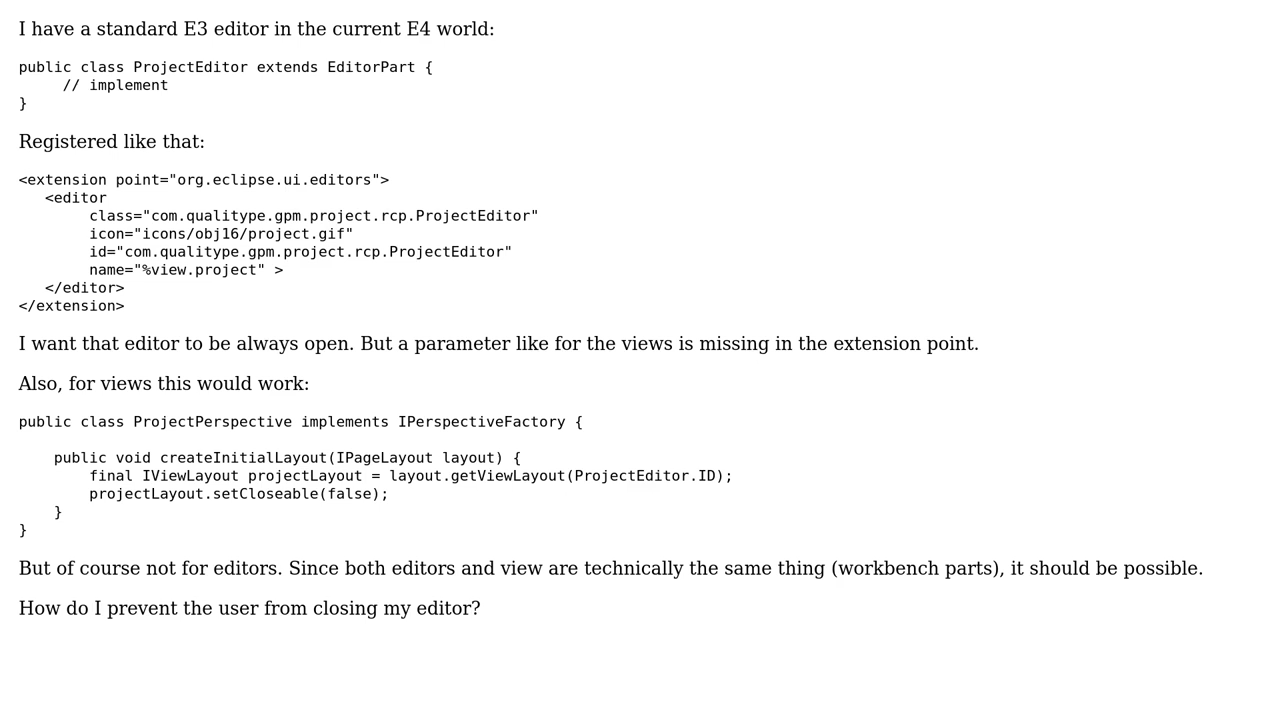 I have a standard E3 editor in the current E4 world:
public class ProjectEditor extends EditorPart {
     // implement
}
Registered like that:
<extension point="org.eclipse.ui.editors">
   <editor
        class="com.qualitype.gpm.project.rcp.ProjectEditor"
        icon="icons/obj16/project.gif"
        id="com.qualitype.gpm.project.rcp.ProjectEditor"
        name="%view.project" >
   </editor>
</extension>
I want that editor to be always open. But a parameter like for the views is missing in the extension point.
Also, for views this would work:
public class ProjectPerspective implements IPerspectiveFactory {
    public void createInitialLayout(IPageLayout layout) {
        final IViewLayout projectLayout = layout.getViewLayout(ProjectEditor.ID);
        projectLayout.setCloseable(false);
    }
}
But of course not for editors. Since both editors and view are technically the same thing (workbench parts), it should be possible.
How do I prevent the user from closing my editor?